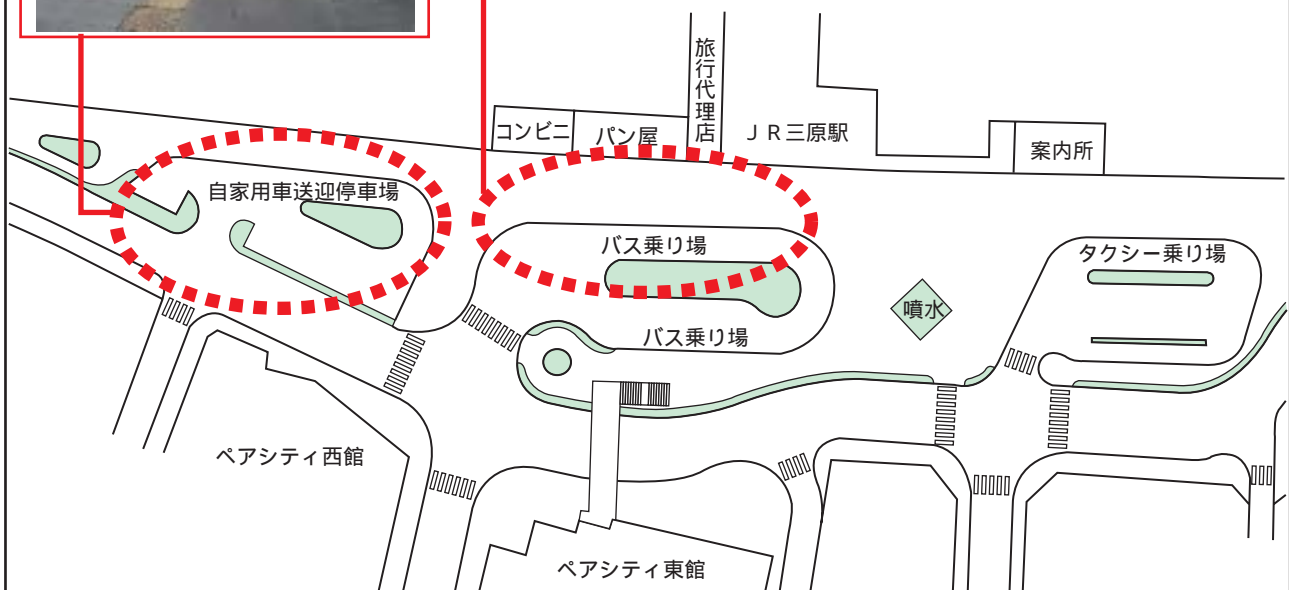 旅行代理店
コンビニ
パン屋
ＪＲ三原駅
案内所
自家用車送迎停車場
バス乗り場
タクシー乗り場
噴水
バス乗り場
ペアシティ西館
ペアシティ東館